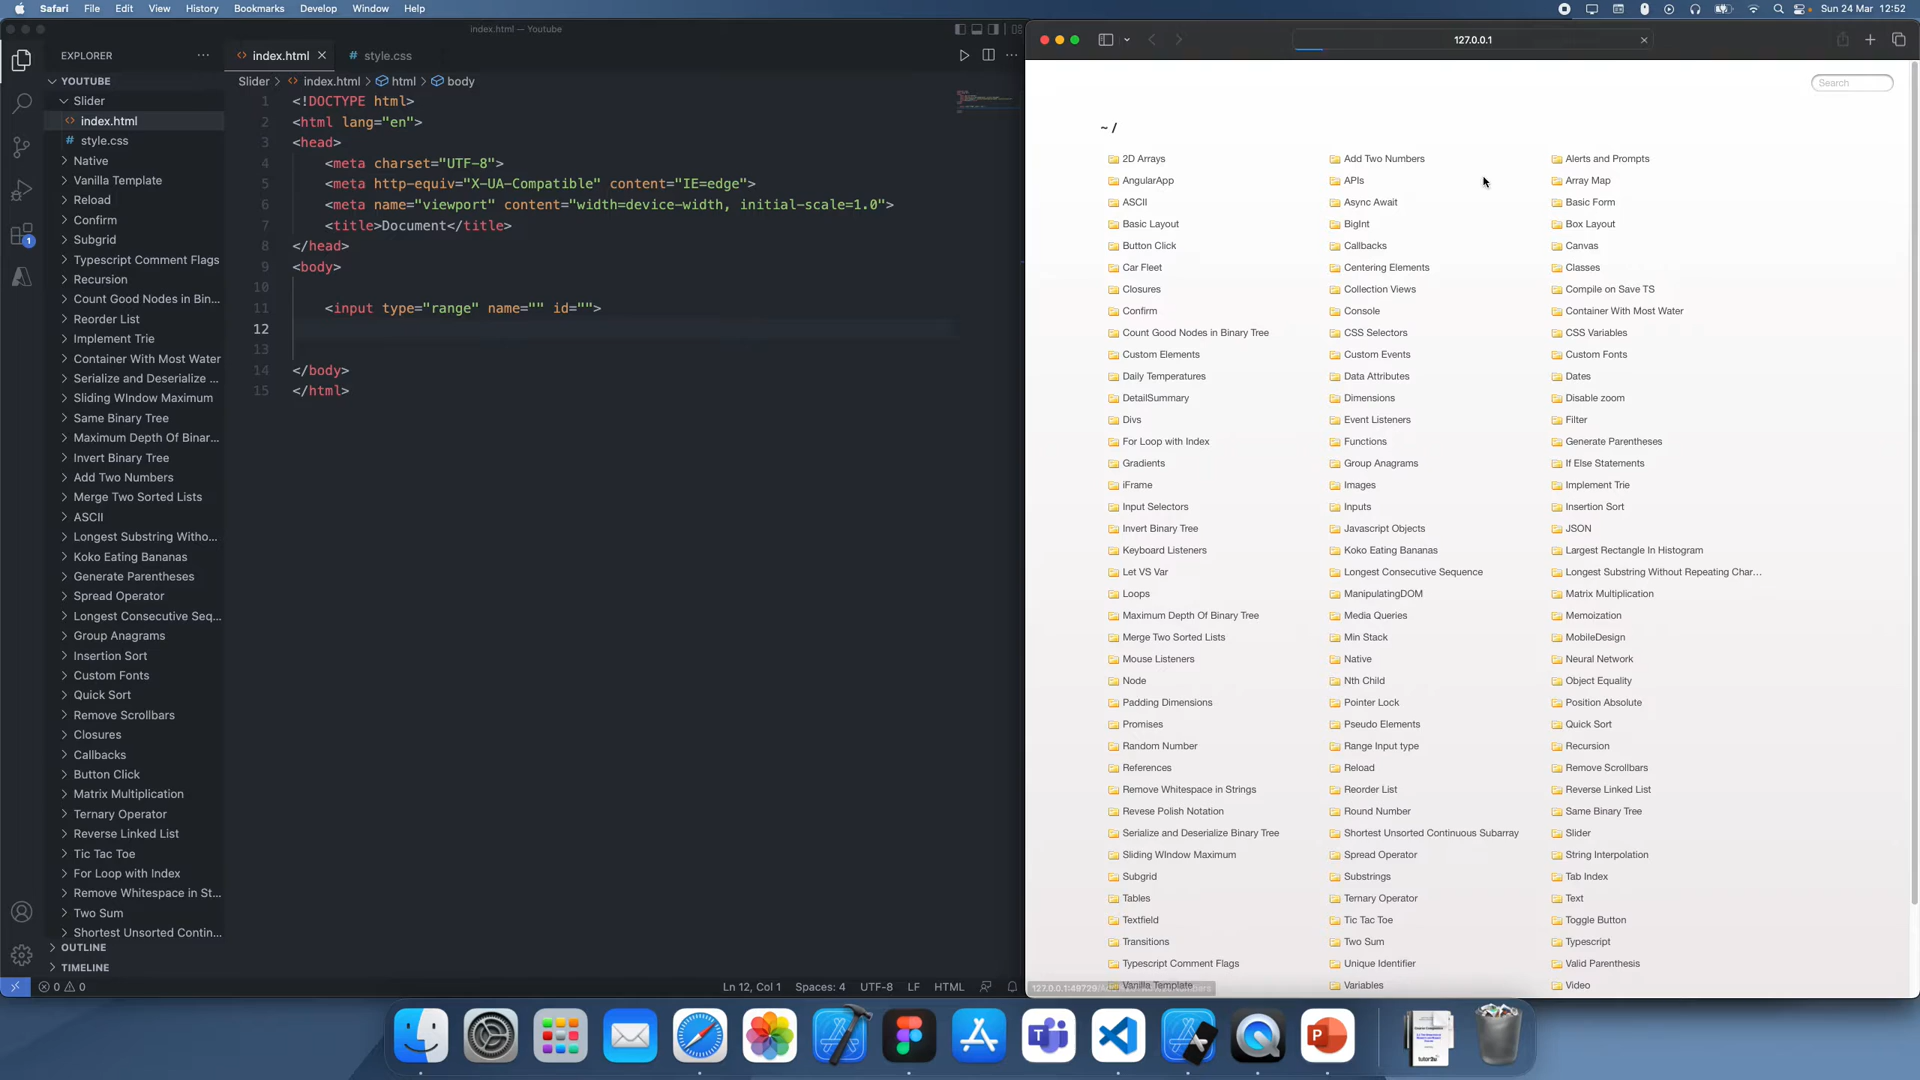 Safari File Edit View History Bookmarks Develop Window Help
Sun 24 Mar 12:52
index.html — Youtube
EXPLORER
YOUTUBE
Slider
index.html
style.css
Native
Vanilla Template
Reload
Confirm
Subgrid
Typescript Comment Flags
Recursion
Count Good Nodes in Bin...
Reorder List
Implement Trie
Container With Most Water
Serialize and Deserialize ...
Sliding WIndow Maximum
Same Binary Tree
Maximum Depth Of Binar...
Invert Binary Tree
Add Two Numbers
Merge Two Sorted Lists
ASCII
Longest Substring Witho...
Koko Eating Bananas
Generate Parentheses
Spread Operator
Longest Consecutive Seq...
Group Anagrams
Insertion Sort
Custom Fonts
Quick Sort
Remove Scrollbars
Closures
Callbacks
Button Click
Matrix Multiplication
Ternary Operator
Reverse Linked List
Tic Tac Toe
For Loop with Index
Remove Whitespace in St...
Two Sum
Shortest Unsorted Contin...
OUTLINE
TIMELINE
1
0 0
index.html style.css
Slider > index.html > html > body
1 <!DOCTYPE html>
2 <html lang="en">
3 <head>
4 <meta charset="UTF-8">
5 <meta http-equiv="X-UA-Compatible" content="IE=edge">
6 <meta name="viewport" content="width=device-width, initial-scale=1.0">
7 <title>Document</title>
8 </head>
9 <body>
10
11 <input type="range" name="" id="">
12
13
14 </body>
15 </html>
Ln 12, Col 1 Spaces: 4 UTF-8 LF HTML
127.0.0.1
Search
~ /
2D Arrays Add Two Numbers Alerts and Prompts
AngularApp APIs Array Map
ASCII Async Await Basic Form
Basic Layout BigInt Box Layout
Button Click Callbacks Canvas
Car Fleet Centering Elements Classes
Closures Collection Views Compile on Save TS
Confirm Console Container With Most Water
Count Good Nodes in Binary Tree CSS Selectors CSS Variables
Custom Elements Custom Events Custom Fonts
Daily Temperatures Data Attributes Dates
DetailSummary Dimensions Disable zoom
Divs Event Listeners Filter
For Loop with Index Functions Generate Parentheses
Gradients Group Anagrams If Else Statements
iFrame Images Implement Trie
Input Selectors Inputs Insertion Sort
Invert Binary Tree Javascript Objects JSON
Keyboard Listeners Koko Eating Bananas Largest Rectangle In Histogram
Let VS Var Longest Consecutive Sequence Longest Substring Without Repeating Char...
Loops ManipulatingDOM Matrix Multiplication
Maximum Depth Of Binary Tree Media Queries Memoization
Merge Two Sorted Lists Min Stack MobileDesign
Mouse Listeners Native Neural Network
Node Nth Child Object Equality
Padding Dimensions Pointer Lock Position Absolute
Promises Pseudo Elements Quick Sort
Random Number Range Input type Recursion
References Reload Remove Scrollbars
Remove Whitespace in Strings Reorder List Reverse Linked List
Revese Polish Notation Round Number Same Binary Tree
Serialize and Deserialize Binary Tree Shortest Unsorted Continuous Subarray Slider
Sliding WIndow Maximum Spread Operator String Interpolation
Subgrid Substrings Tab Index
Tables Ternary Operator Text
Textfield Tic Tac Toe Toggle Button
Transitions Two Sum Typescript
Typescript Comment Flags Unique Identifier Valid Parenthesis
Vanilla Template Variables Video
tutor2u